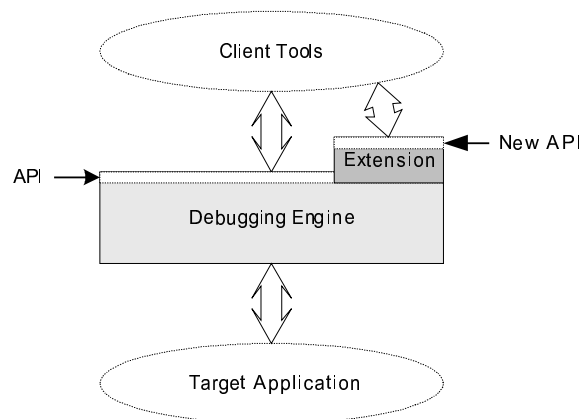 Client Tools
New API
Extension
API
Debugging Engine
Target Application